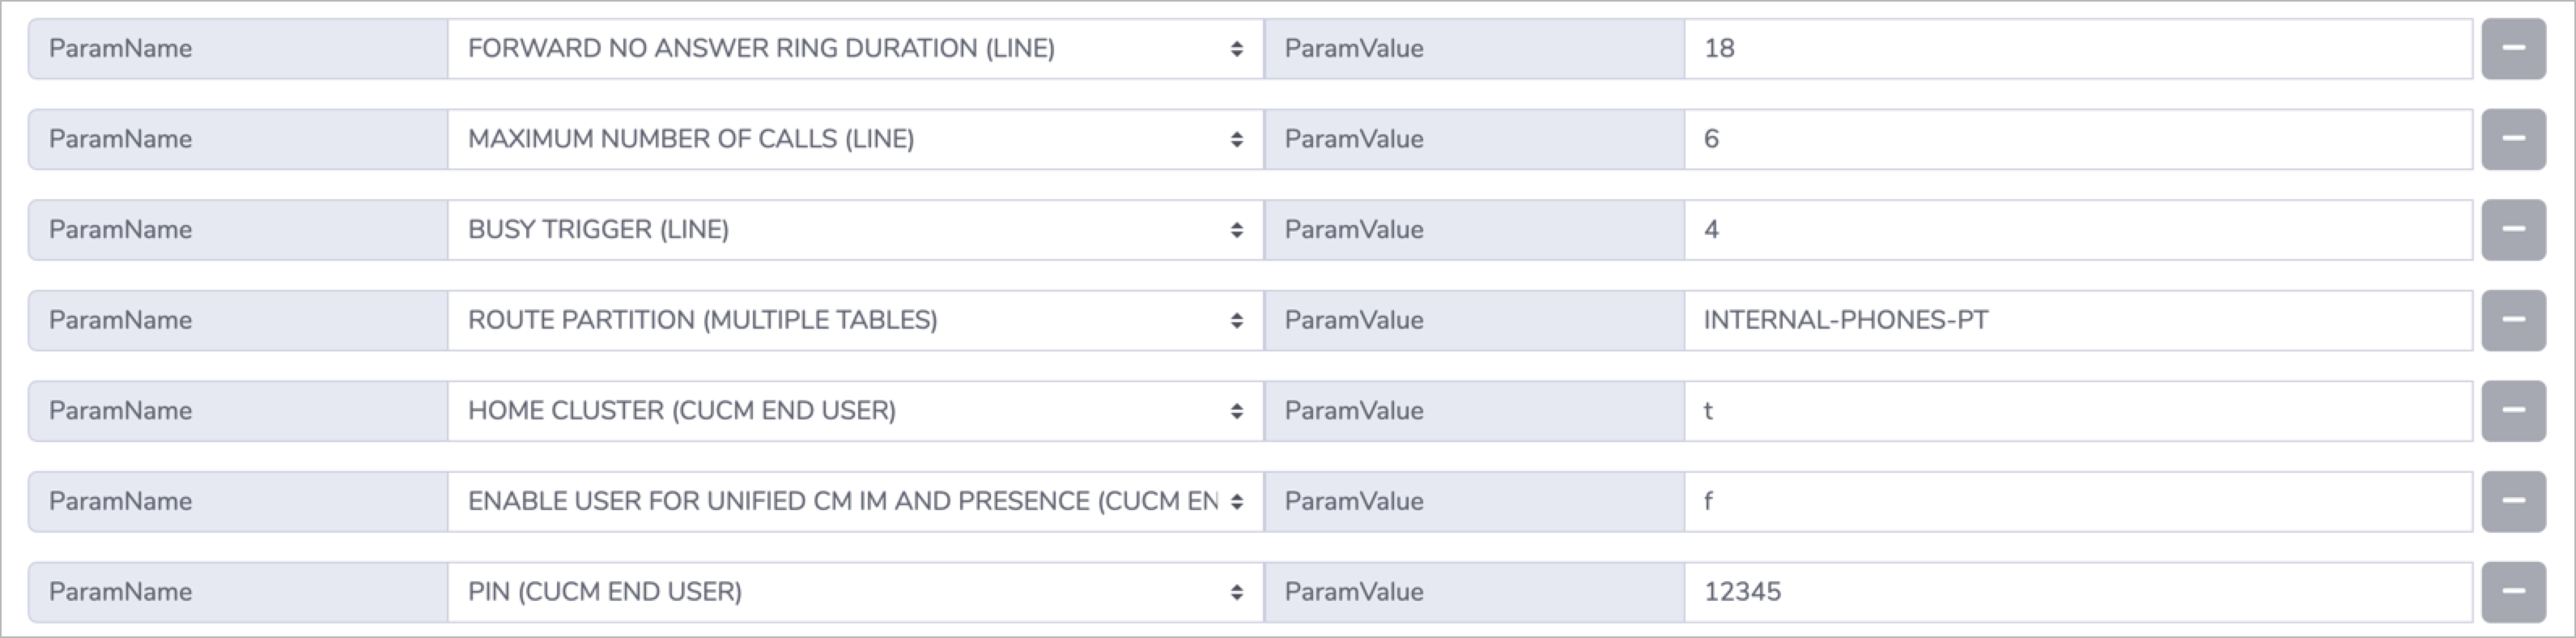 ParamName FORWARD NO ANSWER RING DURATION (LINE) ParamValue 18
ParamName MAXIMUM NUMBER OF CALLS (LINE) ParamValue 6
ParamName BUSY TRIGGER (LINE) ParamValue 4
ParamName ROUTE PARTITION (MULTIPLE TABLES) ParamValue INTERNAL-PHONES-PT
ParamName HOME CLUSTER (CUCM END USER) ParamValue t
ParamName ENABLE USER FOR UNIFIED CM IM AND PRESENCE (CUCM EN ParamValue f
ParamName PIN (CUCM END USER) ParamValue 12345